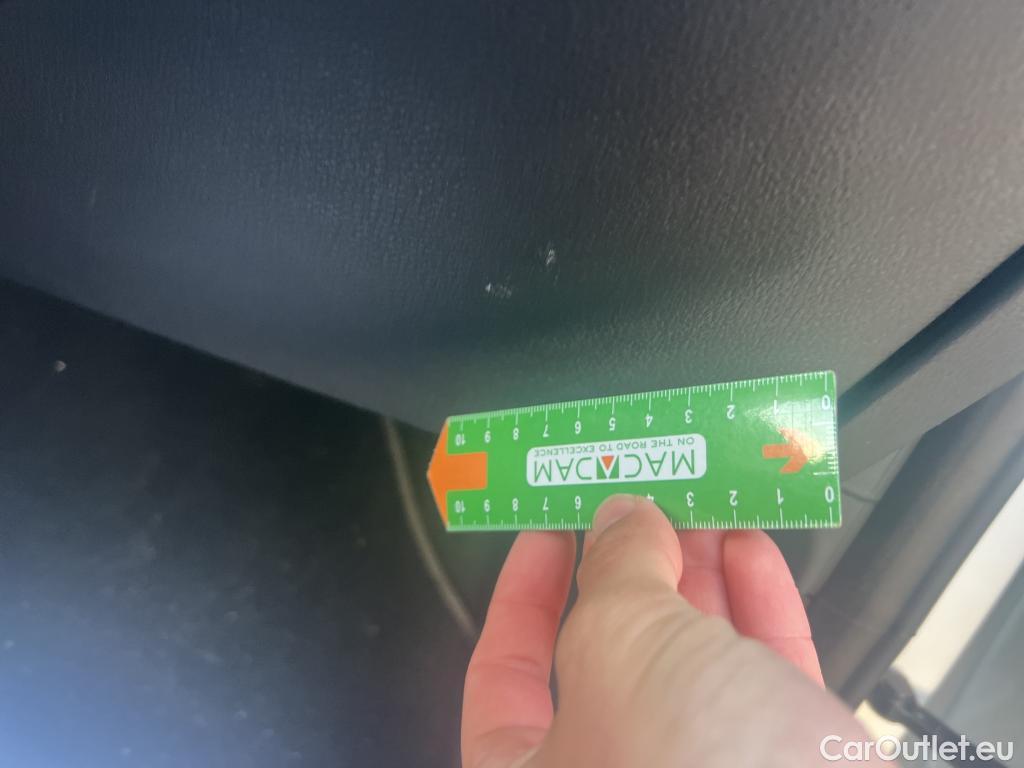 10 9 8 7 6 5 4 3 2 1 0
ON THE ROAD TO EXCELLENCE
MACADAM
10 9 8 7 6 4 3 2 1 0
CarOutlet.eu